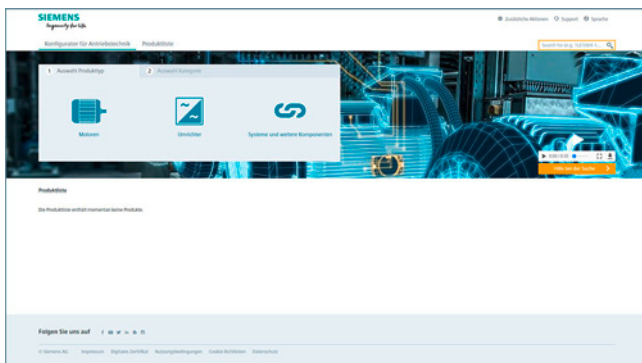 SIEMENS
Ingenuity for life
Zusätzliche Aktionen Support Sprache
Konfigurator für Antriebstechnik Produktliste
1 Auswahl Produkttyp 2 Auswahl Kategorie
Motoren Umrichter Systeme und weitere Komponenten
Hilfe bei der Suche
Produktliste
Die Produktliste enthält momentan keine Produkte.
Folgen Sie uns auf
© Siemens AG Impressum Digitales Zertifikat Nutzungsbedingungen Cookie-Richtlinien Datenschutz